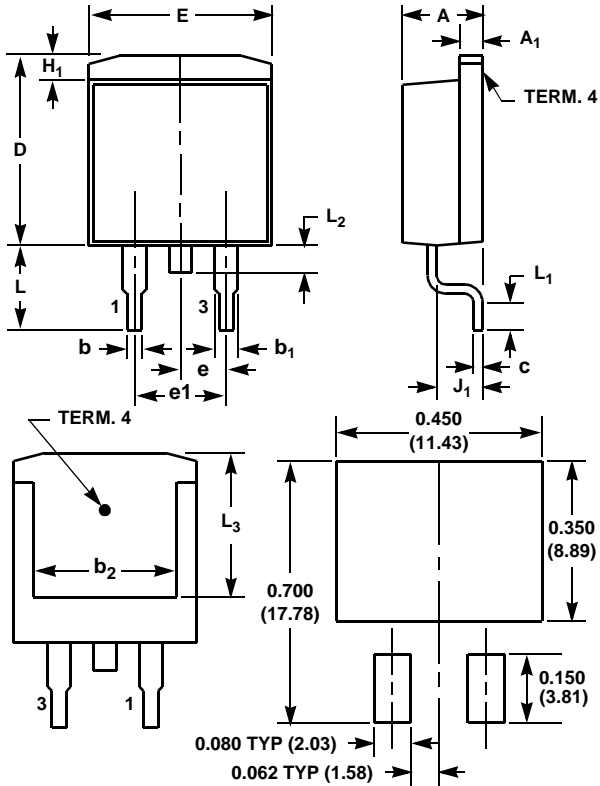 E
A
A1
H1
TERM. 4
D
L2
L
L1
1
3
b
b1
e
c
e1
J1
TERM. 4
0.450
(11.43)
L3
0.350
(8.89)
b2
0.700
(17.78)
0.150
(3.81)
3
1
0.080 TYP (2.03)
0.062 TYP (1.58)